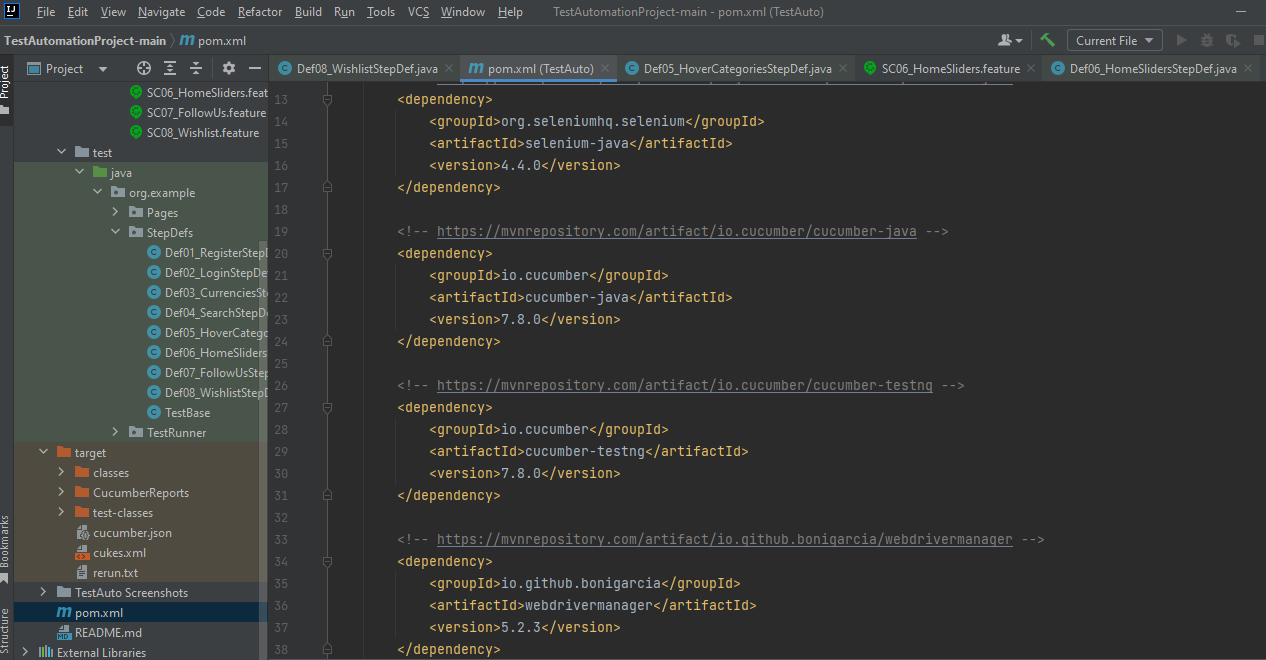 File Edit View Navigate Code Refactor Build Run Tools VCS Window Help TestAutomationProject-main - pom.xml (TestAuto)
TestAutomationProject-main pom.xml Current File
Project
Project
Def08_WishlistStepDef.java pom.xml (TestAuto) Def05_HoverCategoriesStepDef.java SC06_HomeSliders.feature Def06_HomeSlidersStepDef.java
SC06_HomeSliders.feat
SC07_FollowUs.feature
SC08_Wishlist.feature
test
java
org.example
Pages
StepDefs
Def01_RegisterStepD
Def02_LoginStepDe
Def03_CurrenciesSt
Def04_SearchStepD
Def05_HoverCatego
Def06_HomeSliders
Def07_FollowUsStep
Def08_WishlistStepD
TestBase
TestRunner
target
classes
CucumberReports
test-classes
cucumber.json
cukes.xml
rerun.txt
TestAuto Screenshots
pom.xml
README.md
External Libraries
Bookmarks
Structure
13 <dependency>
14 <groupId>org.seleniumhq.selenium</groupId>
15 <artifactId>selenium-java</artifactId>
16 <version>4.4.0</version>
17 </dependency>
18
19 <!-- https://mvnrepository.com/artifact/io.cucumber/cucumber-java -->
20 <dependency>
21 <groupId>io.cucumber</groupId>
22 <artifactId>cucumber-java</artifactId>
23 <version>7.8.0</version>
24 </dependency>
25
26 <!-- https://mvnrepository.com/artifact/io.cucumber/cucumber-testng -->
27 <dependency>
28 <groupId>io.cucumber</groupId>
29 <artifactId>cucumber-testng</artifactId>
30 <version>7.8.0</version>
31 </dependency>
32
33 <!-- https://mvnrepository.com/artifact/io.github.bonigarcia/webdrivermanager -->
34 <dependency>
35 <groupId>io.github.bonigarcia</groupId>
36 <artifactId>webdrivermanager</artifactId>
37 <version>5.2.3</version>
38 </dependency>